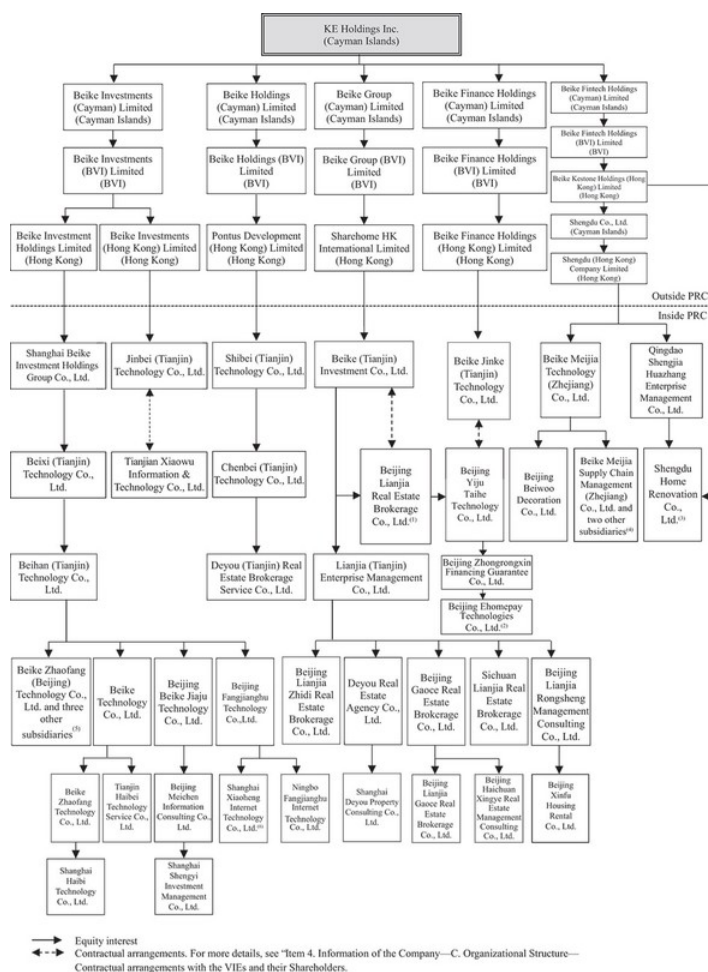 KE Holdings Inc.
(Cayman Islands)
Beike Investments
(Cayman) Limited
(Cayman Islands)
Beike Holdings
(Cayman) Limited
(Cayman Islands)
Beike Group
(Cayman) Limited
(Cayman Islands)
Beike Finance Holdings
(Cayman) Limited
(Cayman Islands)
Beike Fintech Holdings
(Cayman) Limited
(Cayman Islands)
Beike Investments
(BVI) Limited
(BVI)
Beike Holdings (BVI)
Limited
(BVI)
Beike Group (BVI)
Limited
(BVI)
Beike Finance Holdings
(BVI) Limited
(BVI)
Beike Fintech Holdings
(BVI) Limited
(BVI)
Beike Kestone Holdings (Hong
Kong) Limited
(Hong Kong)
Beike Investment
Holdings Limited
(Hong Kong)
Beike Investments
(Hong Kong) Limited
(Hong Kong)
Pontus Development
(Hong Kong) Limited
(Hong Kong)
Sharehome HK
International Limited
(Hong Kong)
Beike Finance Holdings
(Hong Kong) Limited
(Hong Kong)
Shengdu Co., Ltd.
(Cayman Islands)
Shengdu (Hong Kong)
Company Limited
(Hong Kong)
Outside PRC
Inside PRC
Shanghai Beike
Investment Holdings
Group Co., Ltd.
Jinbei (Tianjin)
Technology Co., Ltd.
Shibei (Tianjin)
Technology Co., Ltd.
Beike (Tianjin)
Investment Co., Ltd.
Beike Jinke
(Tianjin)
Technology
Co., Ltd.
Beike Meijia
Technology
(Zhejiang)
Co., Ltd.
Qingdao
Shengjia
Huazhang
Enterprise
Management
Co., Ltd.
Beixi (Tianjin)
Technology Co.,
Ltd.
Tianjian Xiaowu
Information &
Technology Co., Ltd.
Chenbei (Tianjin)
Technology Co.,
Ltd.
Beijing
Lianjia
Real Estate
Brokerage
Co., Ltd.(1)
Beijing
Yiju
Taihe
Technology
Co., Ltd.
Beijing
Beiwoo
Decoration
Co., Ltd.
Beike Meijia
Supply Chain
Management
(Zhejiang)
Co., Ltd. and
two other
subsidiaries(4)
Shengdu
Home
Renovation
Co.,
Ltd.(3)
Beihan (Tianjin)
Technology Co.,
Ltd.
Deyou (Tianjin) Real
Estate Brokerage
Service Co., Ltd.
Lianjia (Tianjin)
Enterprise Management
Co., Ltd.
Beijing Zhongrongxin
Financing Guarantee
Co., Ltd.
Beijing Ehomepay
Technologies
Co., Ltd.(2)
Beike Zhaofang
(Beijing)
Technology Co.,
Ltd. and three
other
subsidiaries(5)
Beike
Technology
Co., Ltd.
Beijing
Beike Jiaju
Technology
Co., Ltd.
Beijing
Fangjianghu
Technology
Co.,Ltd.
Beijing
Lianjia
Zhidi Real
Estate
Brokerage
Co., Ltd.
Deyou Real
Estate
Agency Co.,
Ltd.
Beijing
Gaoce Real
Estate
Brokerage
Co., Ltd.
Sichuan
Lianjia Real
Estate
Brokerage
Co., Ltd.
Beijing
Lianjia
Rongsheng
Management
Consulting
Co., Ltd.
Beike
Zhaofang
Technology
Co., Ltd.
Tianjin
Haibei
Technology
Service Co.,
Ltd.
Beijing
Meichen
Information
Consulting Co.,
Ltd.
Shanghai
Xiaoheng
Internet
Technology
Co., Ltd.(6)
Ningbo
Fangjianghu
Internet
Technology
Co., Ltd.
Shanghai
Deyou Property
Consulting Co.,
Ltd.
Beijing
Lianjia
Gaoce Real
Estate
Brokerage
Co., Ltd.
Beijing
Haichuan
Xingye Real
Estate
Management
Consulting
Co., Ltd.
Beijing
Xinfu
Housing
Rental
Co., Ltd.
Shanghai
Haibi
Technology
Co., Ltd.
Shanghai
Shengyi
Investment
Management
Co., Ltd.
Equity interest
Contractual arrangements. For more details, see “Item 4. Information of the Company—C. Organizational Structure—
Contractual arrangements with the VIEs and their Shareholders.